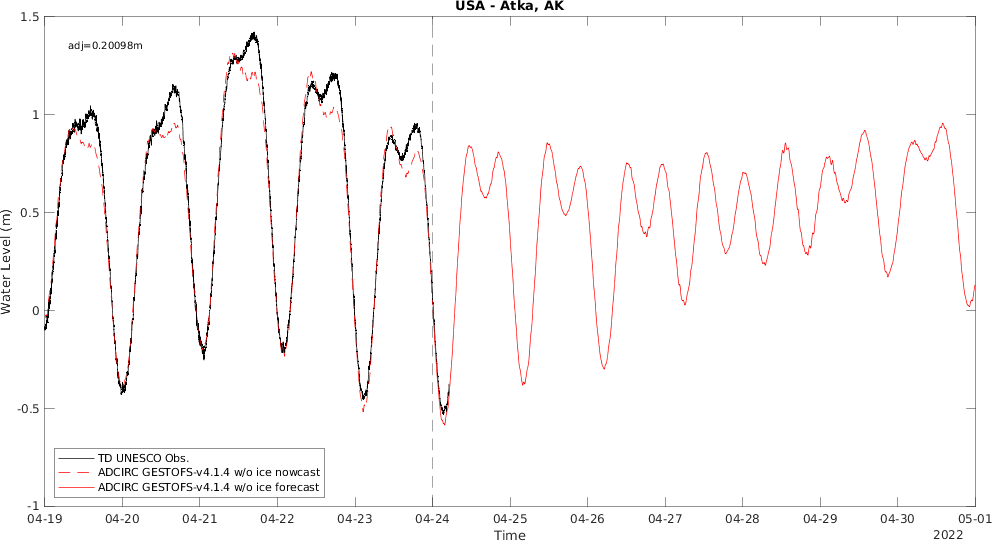 USA - Atka, AK
adj=0.20098m
Water Level (m)
1.5
1
0.5
0
-0.5
-1
TD UNESCO Obs.
ADCIRC GESTOFS-v4.1.4 w/o ice nowcast
ADCIRC GESTOFS-v4.1.4 w/o ice forecast
04-19 04-20 04-21 04-22 04-23 04-24 04-25 04-26 04-27 04-28 04-29 04-30 05-01
Time
2022